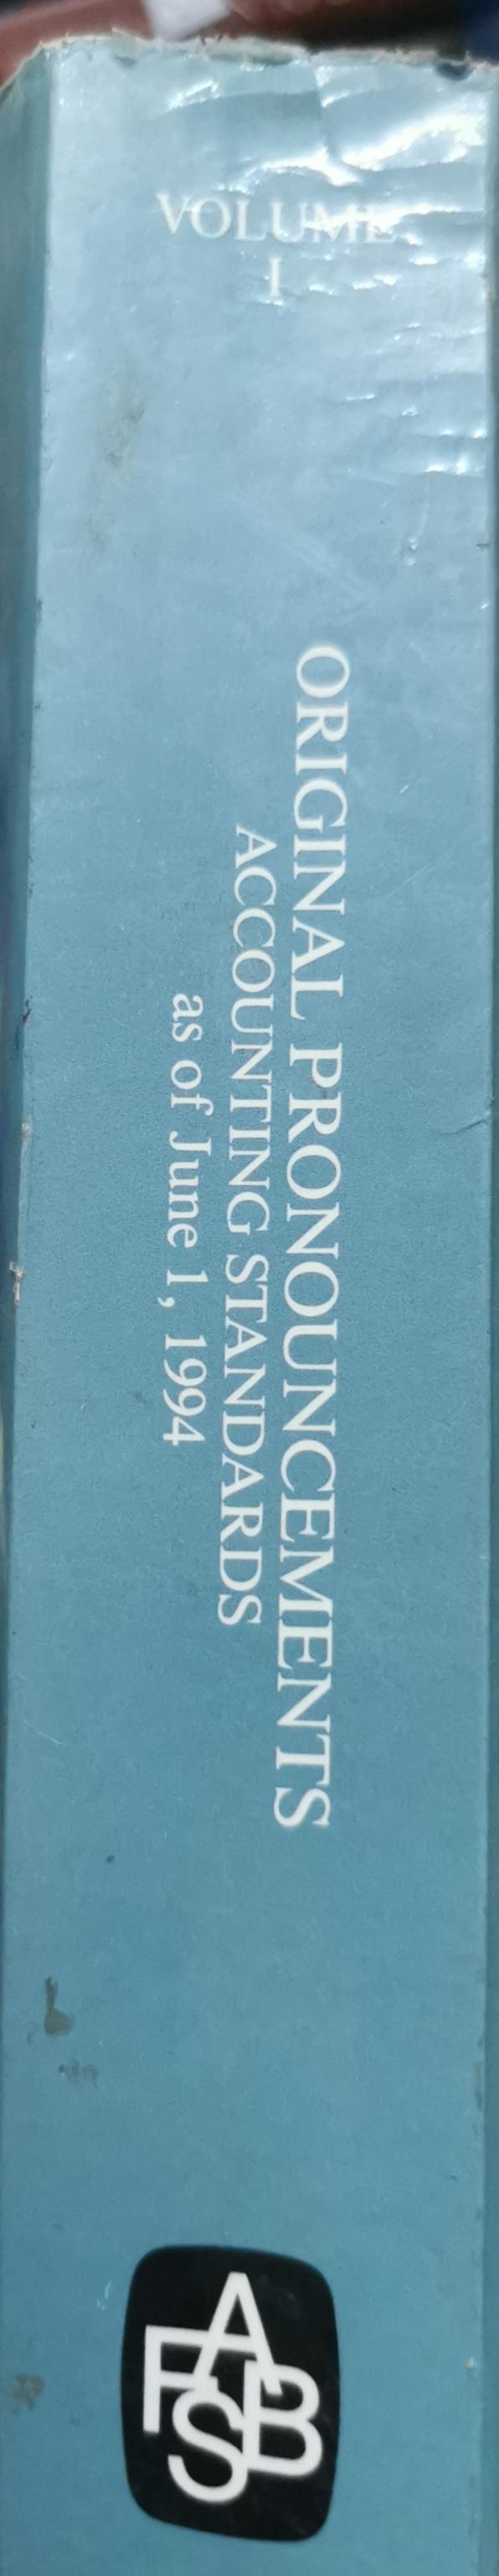 VOLUME
I
ORIGINAL PRONOUNCEMENTS
ACCOUNTING STANDARDS
as of June 1, 1994
FASB